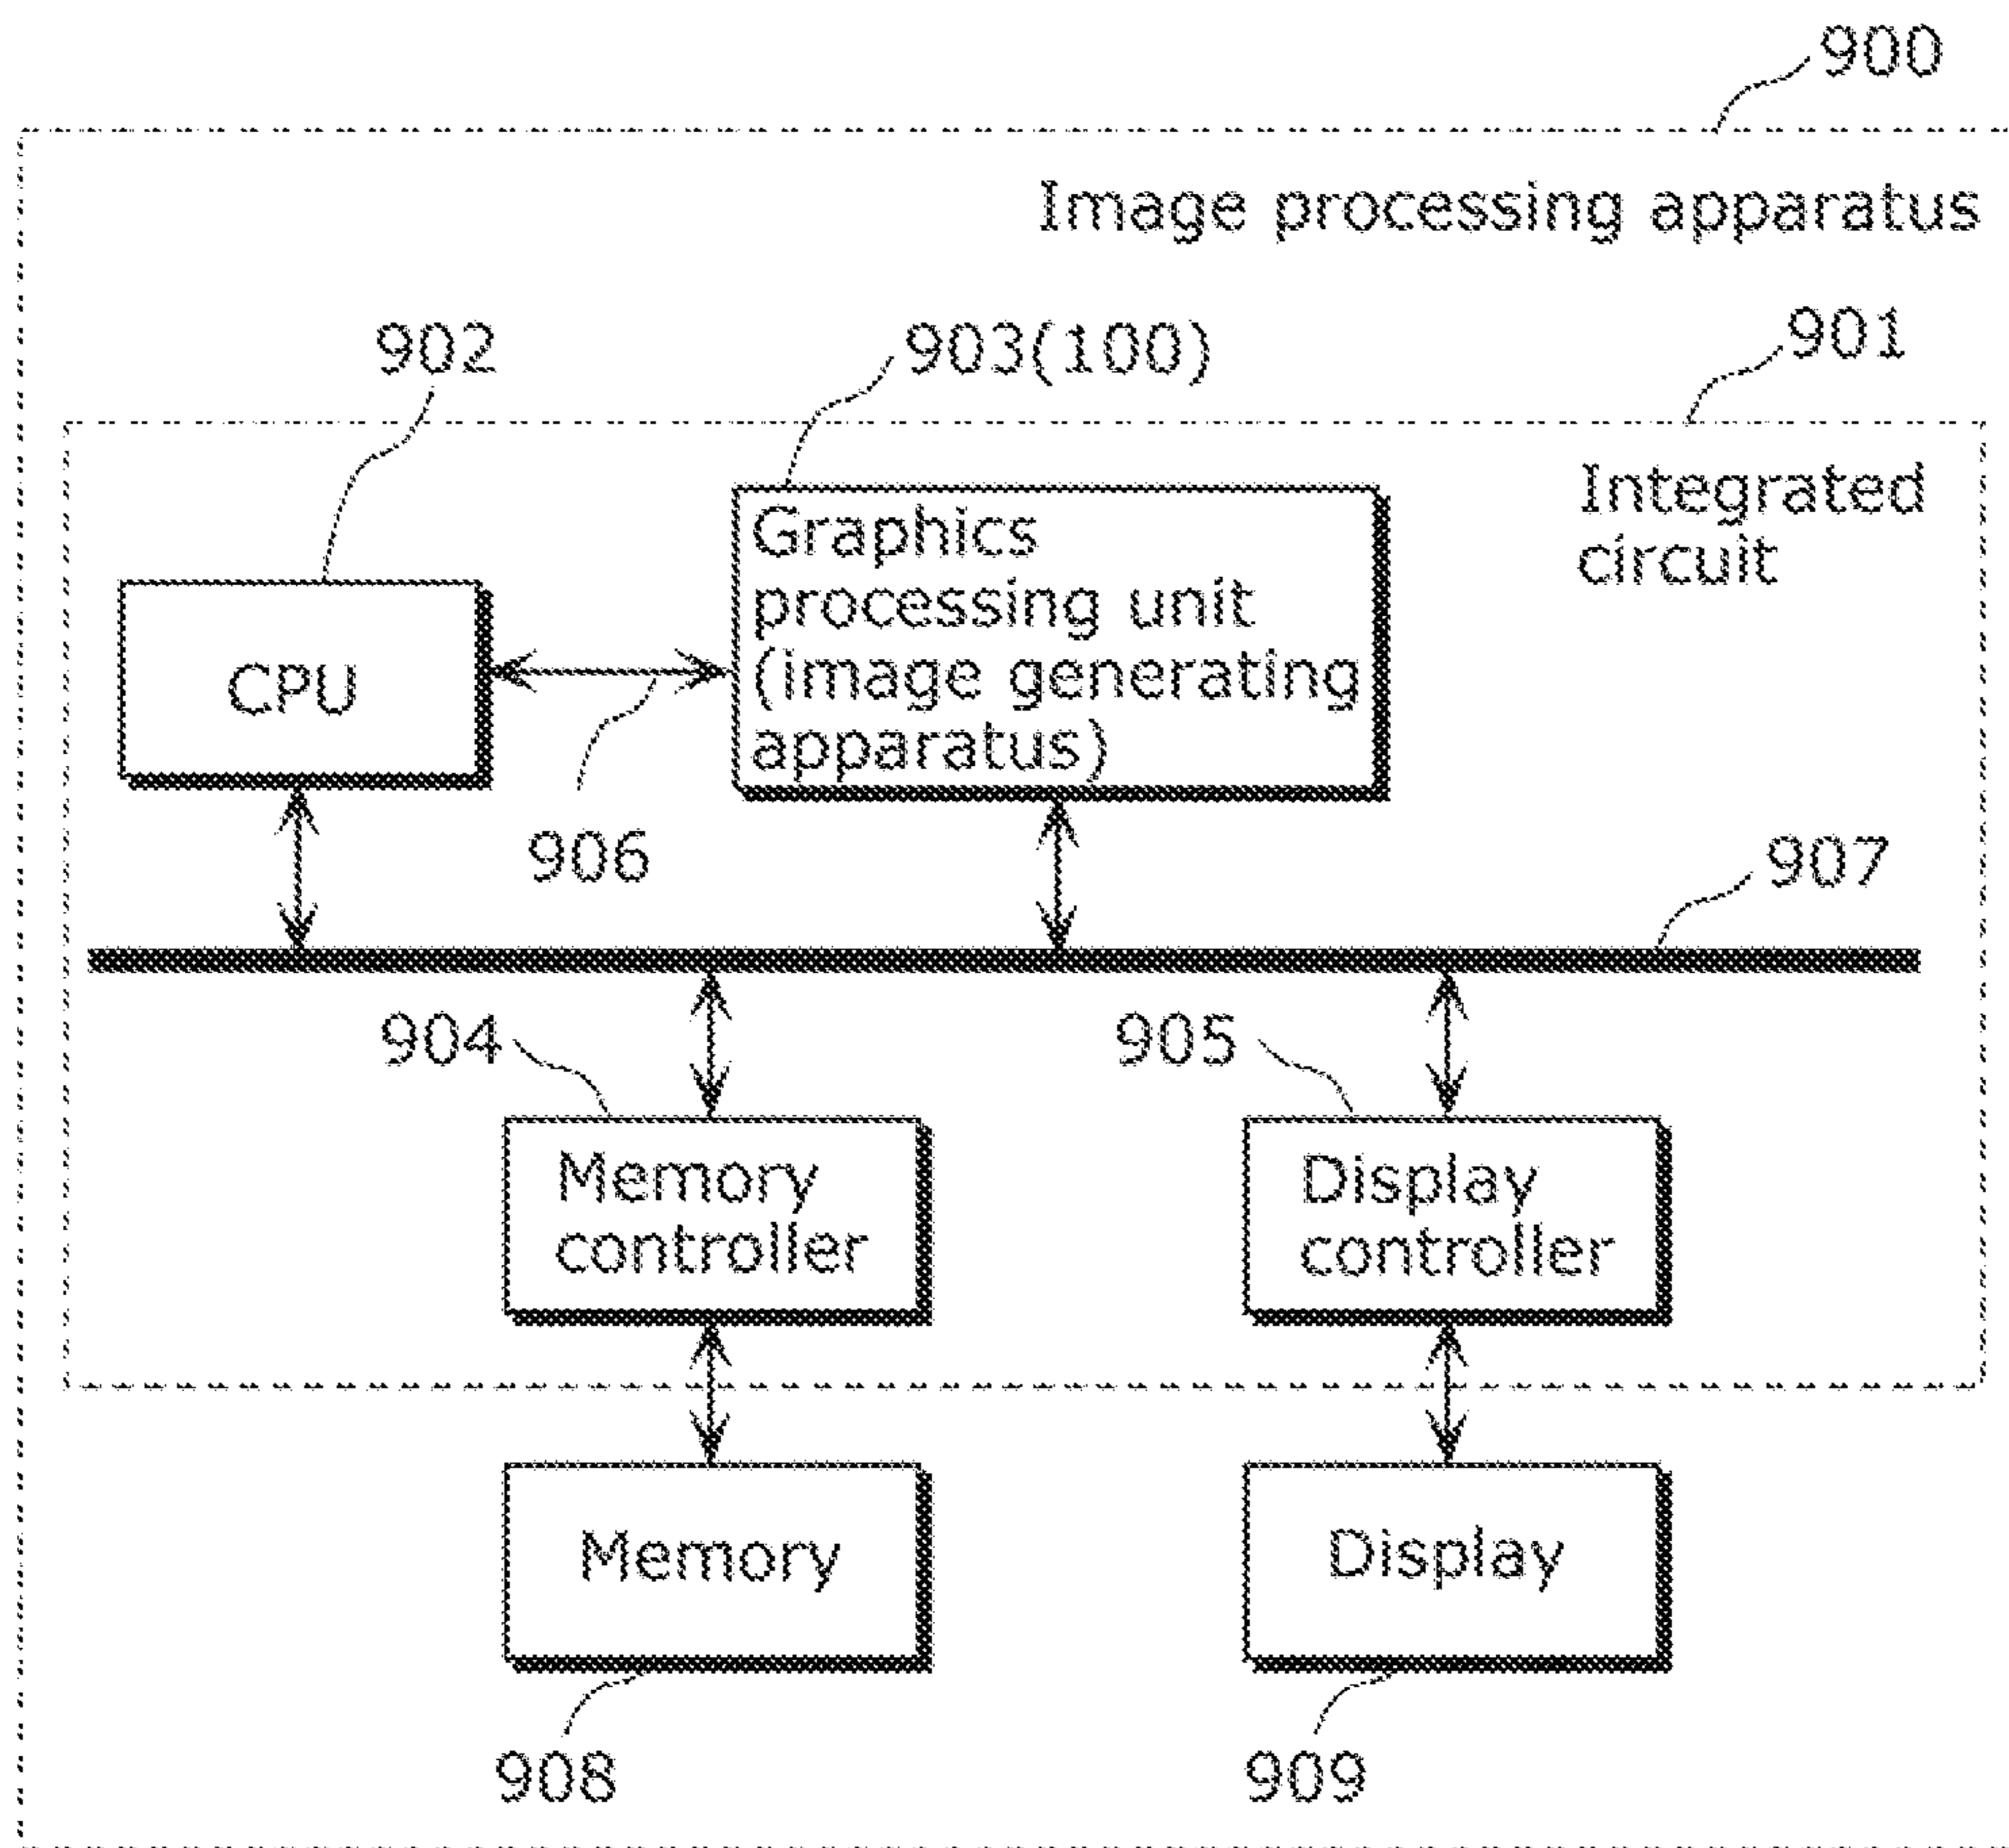 900
Image processing apparatus
902
903(100)
901
Integrated
circuit
Graphics
processing unit
(image generating
apparatus)
CPU
906
907
904
905
Memory
controller
Display
controller
Memory
Display
908
909